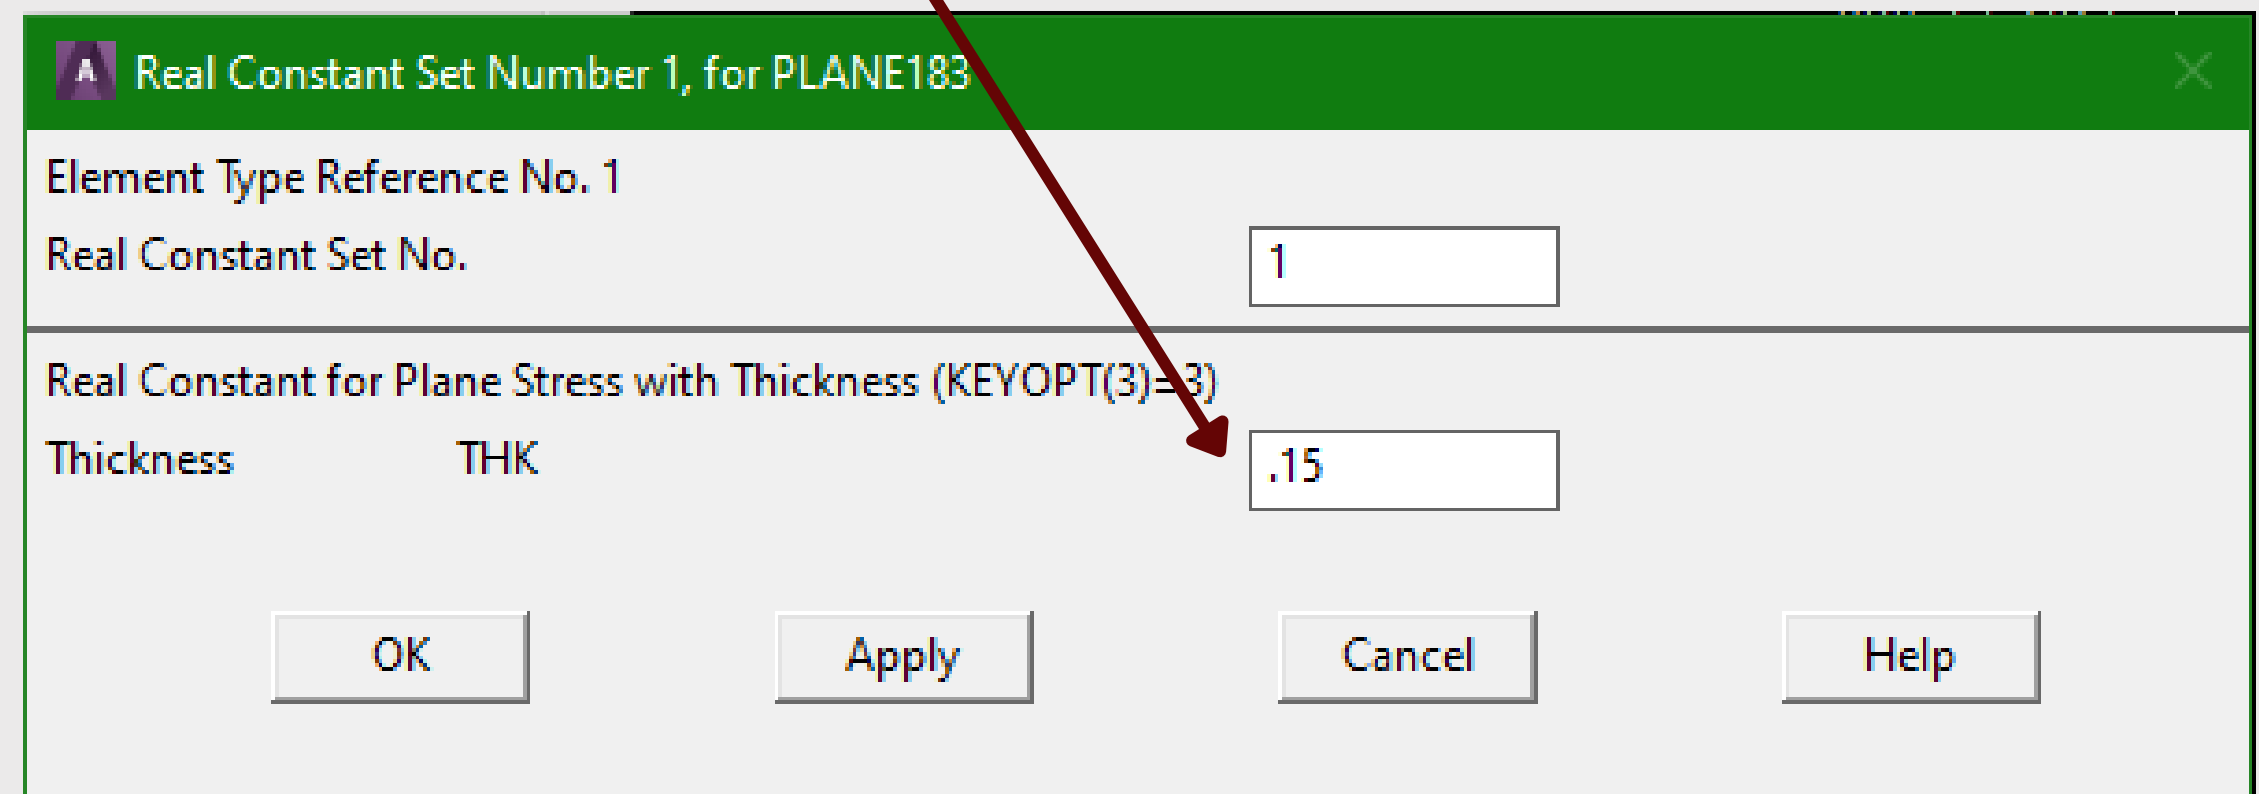 A Real Constant Set Number 1, for PLANE183
Element Type Reference No. 1
Real Constant Set No. 1
Real Constant for Plane Stress with Thickness (KEYOPT(3)=3)
Thickness THK .15
OK Apply Cancel Help